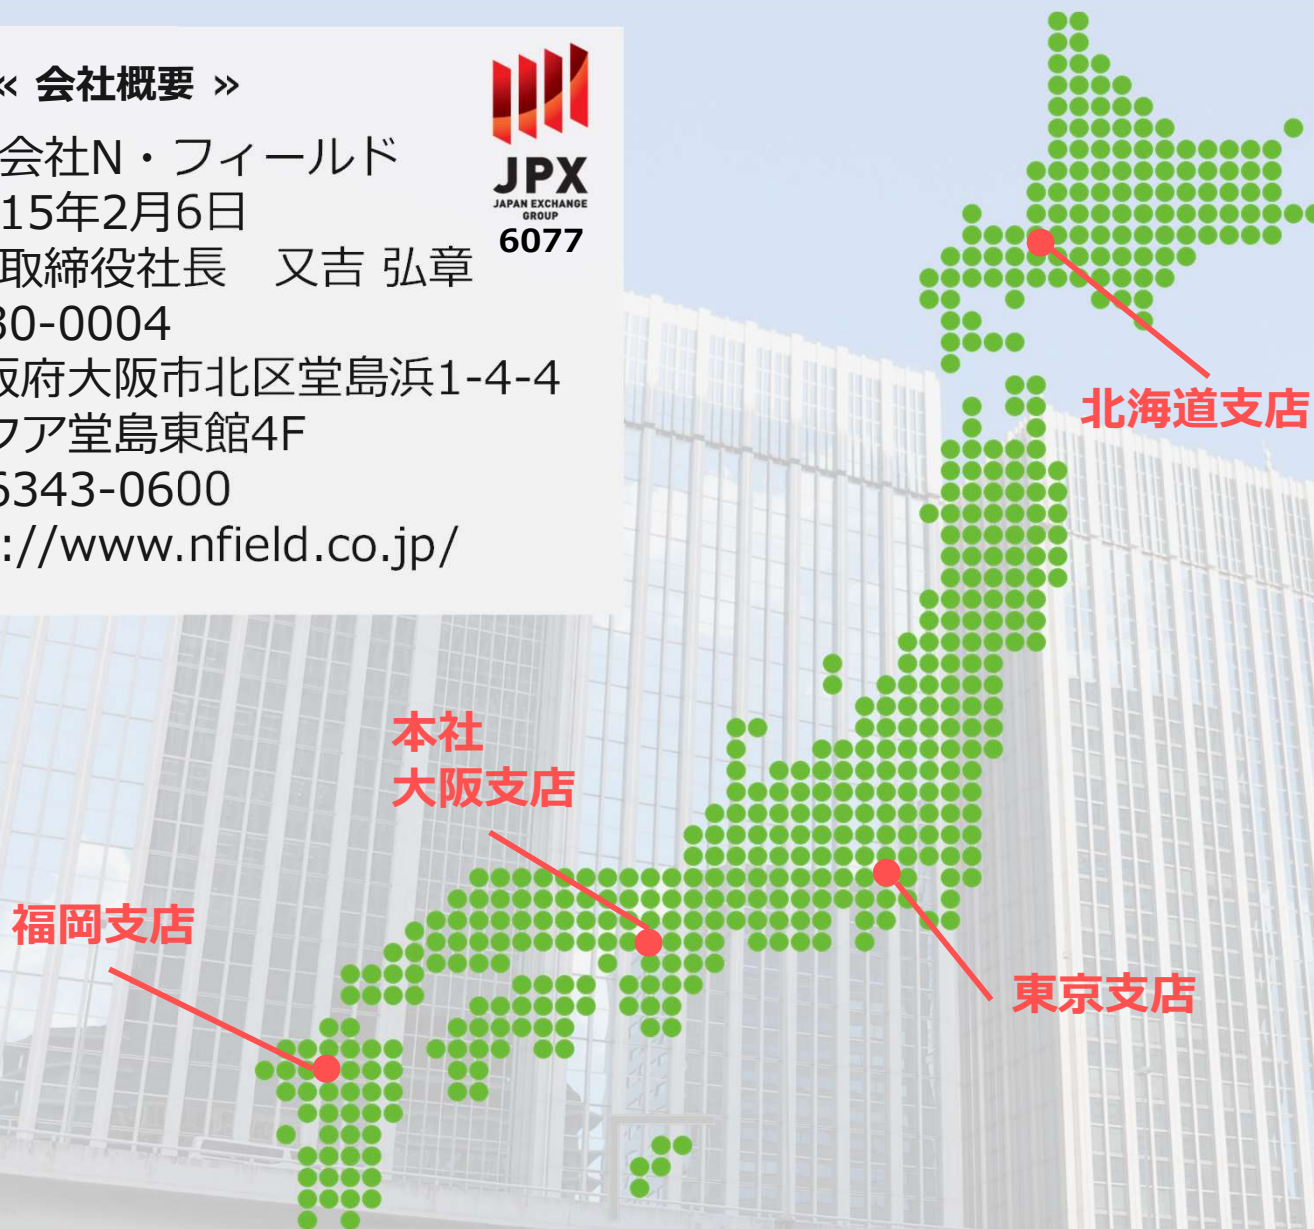 « 会社概要 »
会社N・フィールド
15年2月6日
取締役社長　又吉 弘章
30-0004
阪府大阪市北区堂島浜1-4-4
クア堂島東館4F
6343-0600
://www.nfield.co.jp/
JPX
JAPAN EXCHANGE
GROUP
6077
北海道支店
本社
大阪支店
福岡支店
東京支店